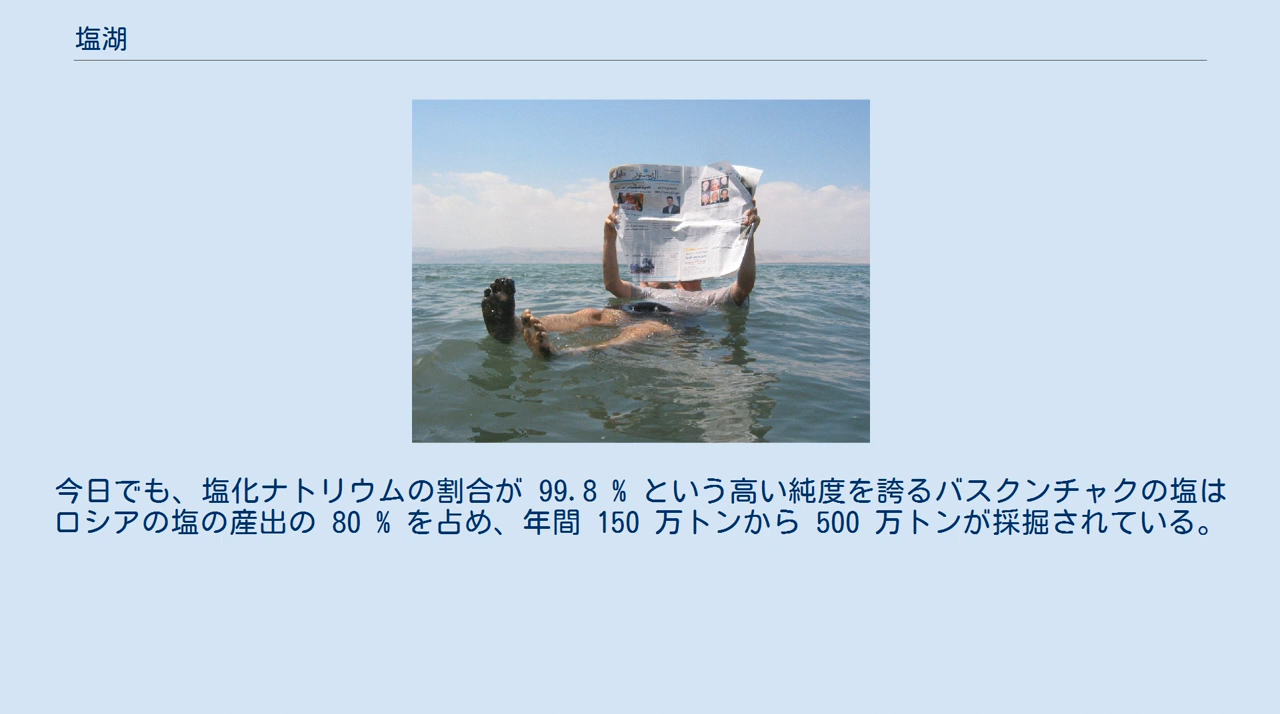 塩湖
今日でも、塩化ナトリウムの割合が 99.8 % という高い純度を誇るバスクンチャクの塩は
ロシアの塩の産出の 80 % を占め、年間 150 万トンから 500 万トンが採掘されている。